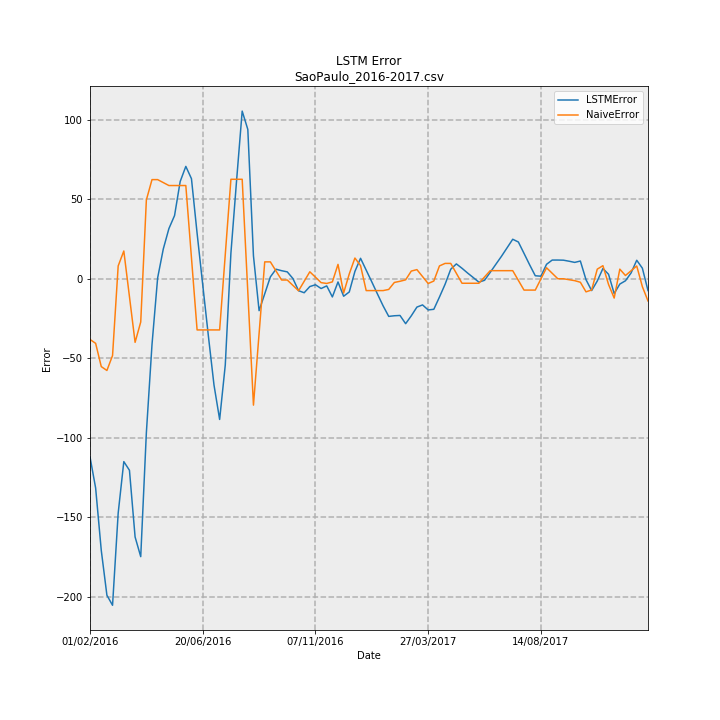 LSTM Error
SaoPaulo_2016-2017.csv
LSTMError
NaiveError
100
50
0
−50
−100
−150
−200
Error
01/02/2016 20/06/2016 07/11/2016 27/03/2017 14/08/2017
Date